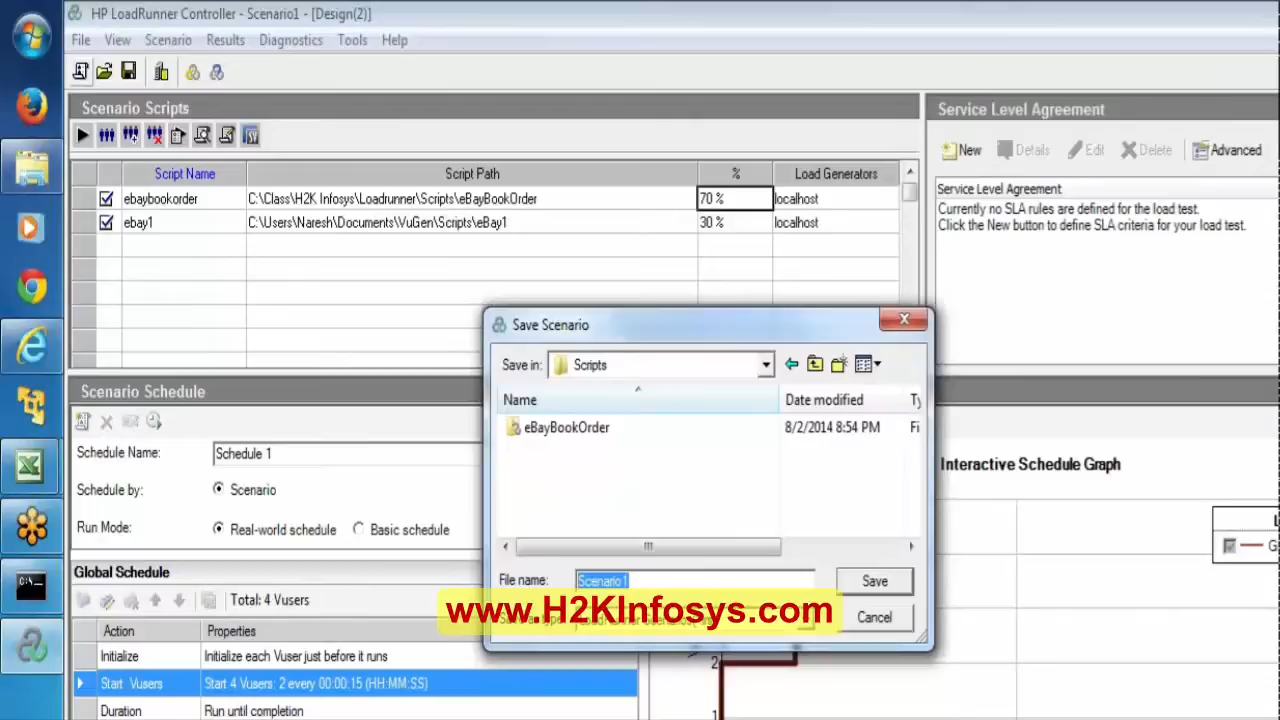 HP LoadRunner Controller - Scenario1 - [Design(2)]
File View Scenario Results Diagnostics Tools Help
Scenario Scripts
Script Name Script Path % Load Generators
ebaybookorder C:\Class\H2K Infosys\Loadrunner\Scripts\eBayBookOrder 70 % localhost
ebay1 C:\Users\Naresh\Documents\VuGen\Scripts\eBay1 30 % localhost
Service Level Agreement
New Details Edit Delete Advanced
Service Level Agreement
Currently no SLA rules are defined for the load test.
Click the New button to define SLA criteria for your load test.
Save Scenario
Save in: Scripts
Name Date modified Ty
eBayBookOrder 8/2/2014 8:54 PM Fi
File name: Scenario1 Save
Cancel
Scenario Schedule
Schedule Name: Schedule 1
Schedule by: Scenario
Run Mode: Real-world schedule Basic schedule
Global Schedule
Total: 4 Vusers
Action Properties
Initialize Initialize each Vuser just before it runs
Start Vusers Start 4 Vusers: 2 every 00:00:15 (HH:MM:SS)
Duration Run until completion
Interactive Schedule Graph
2
1
www.H2KInfosys.com